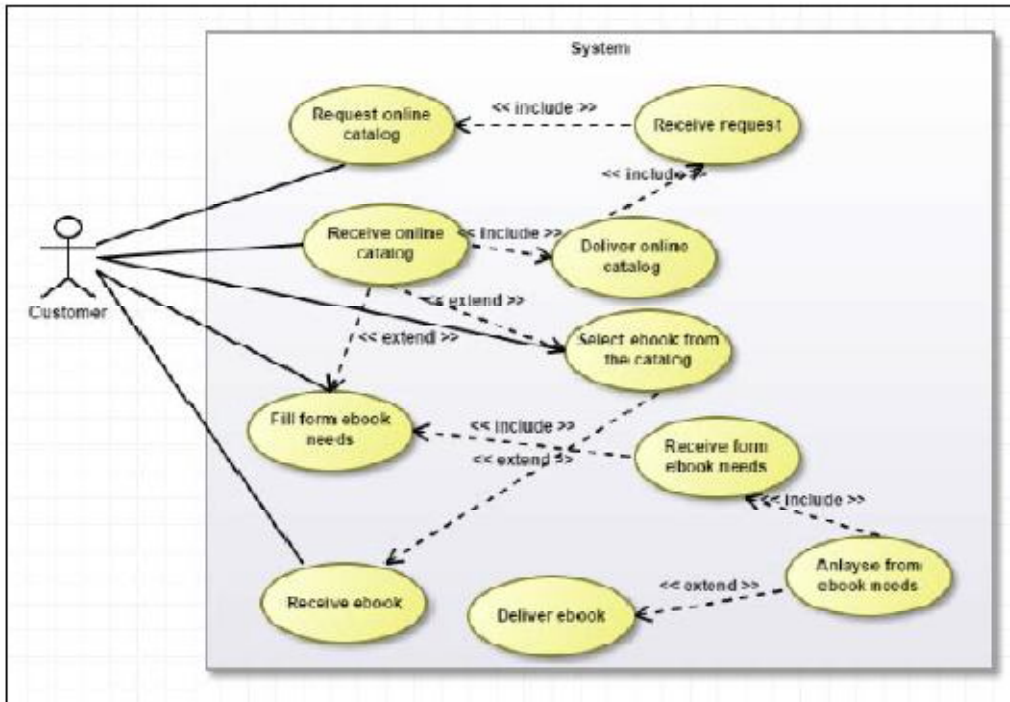 System
Request online
catalog
<< include >>
Receive request
<< include >>
Receive online
catalog
<< include >>
Deliver online
catalog
Customer
<< extend >>
<< extend >>
Select ebook from
the catalog
Fill form ebook
needs
<< include >>
<< extend >>
Receive form
ebook needs
<< include >>
Anlayse from
ebook needs
<< extend >>
Receive ebook
Deliver ebook